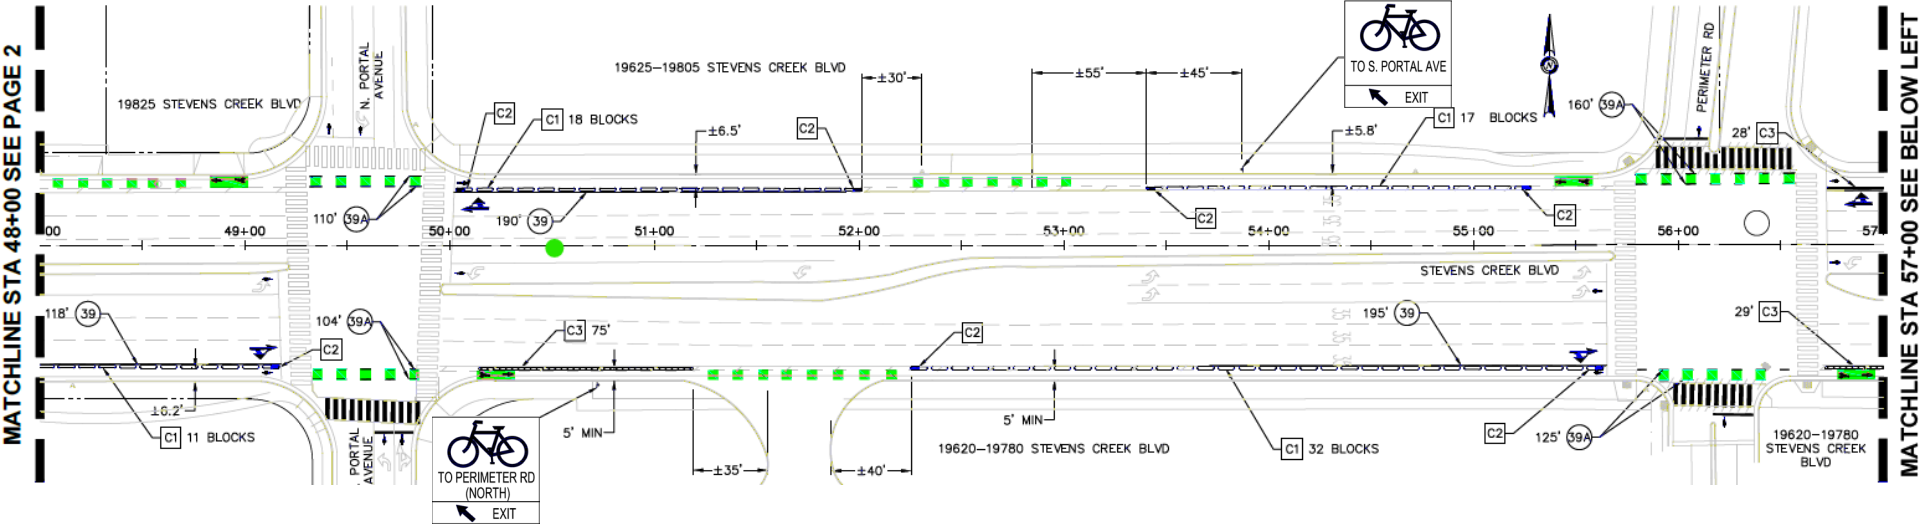 MATCHLINE STA 48+00 SEE PAGE 2
19825 STEVENS CREEK BLVD
N. PORTAL
AVENUE
19625-19805 STEVENS CREEK BLVD
±30'
±55'
±45'
TO S. PORTAL AVE
EXIT
PERIMETER RD
160' 39A
28' C3
C2
C1 18 BLOCKS
C2
±6.5'
±5.8'
C1 17 BLOCKS
110' 39A
190' 39
C2
C2
00
49+00
50+00
51+00
52+00
53+00
54+00
55+00
56+00
57
STEVENS CREEK BLVD
35 35 35
35 35 35
118' 39
104' 39A
C2
C3 75'
C2
195' 39
29' C3
±6.2'
C1 11 BLOCKS
PORTAL
AVENUE
TO PERIMETER RD
(NORTH)
EXIT
5' MIN
±35'
±40'
5' MIN
19620-19780 STEVENS CREEK BLVD
C1 32 BLOCKS
C2
125' 39A
19620-19780
STEVENS CREEK
BLVD
MATCHLINE STA 57+00 SEE BELOW LEFT
N